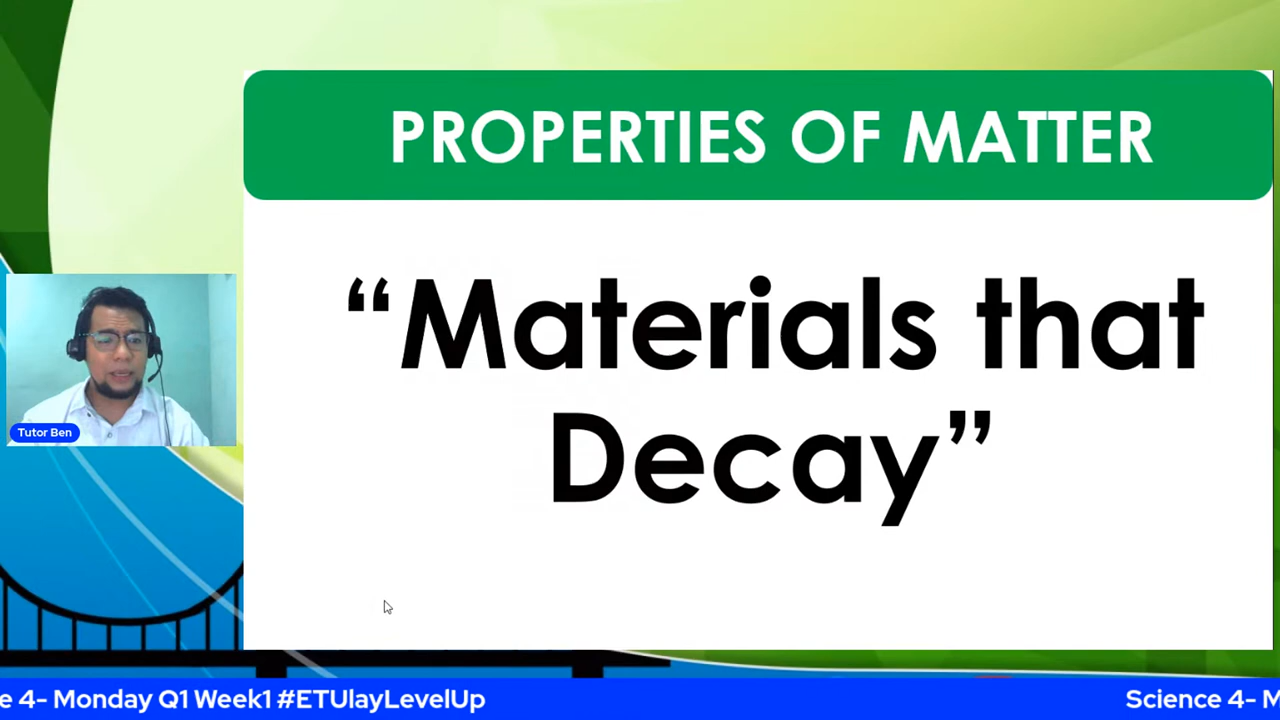 PROPERTIES OF MATTER
“Materials that
Decay”
Tutor Ben
e 4- Monday Q1 Week1 #ETUlayLevelUp
Science 4- M